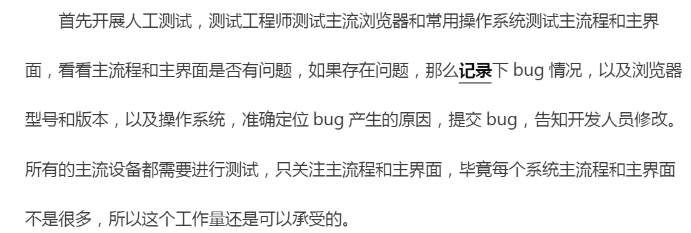 首先开展人工测试，测试工程师测试主流浏览器和常用操作系统测试主流程和主界
面，看看主流程和主界面是否有问题，如果存在问题，那么记录下 bug 情况，以及浏览器
型号和版本，以及操作系统，准确定位 bug 产生的原因，提交 bug，告知开发人员修改。
所有的主流设备都需要进行测试，只关注主流程和主界面，毕竟每个系统主流程和主界面
不是很多，所以这个工作量还是可以承受的。